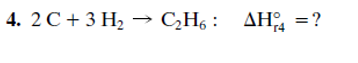 4. 2 C + 3 H₂ → C₂H₆ : ΔH°r4 = ?